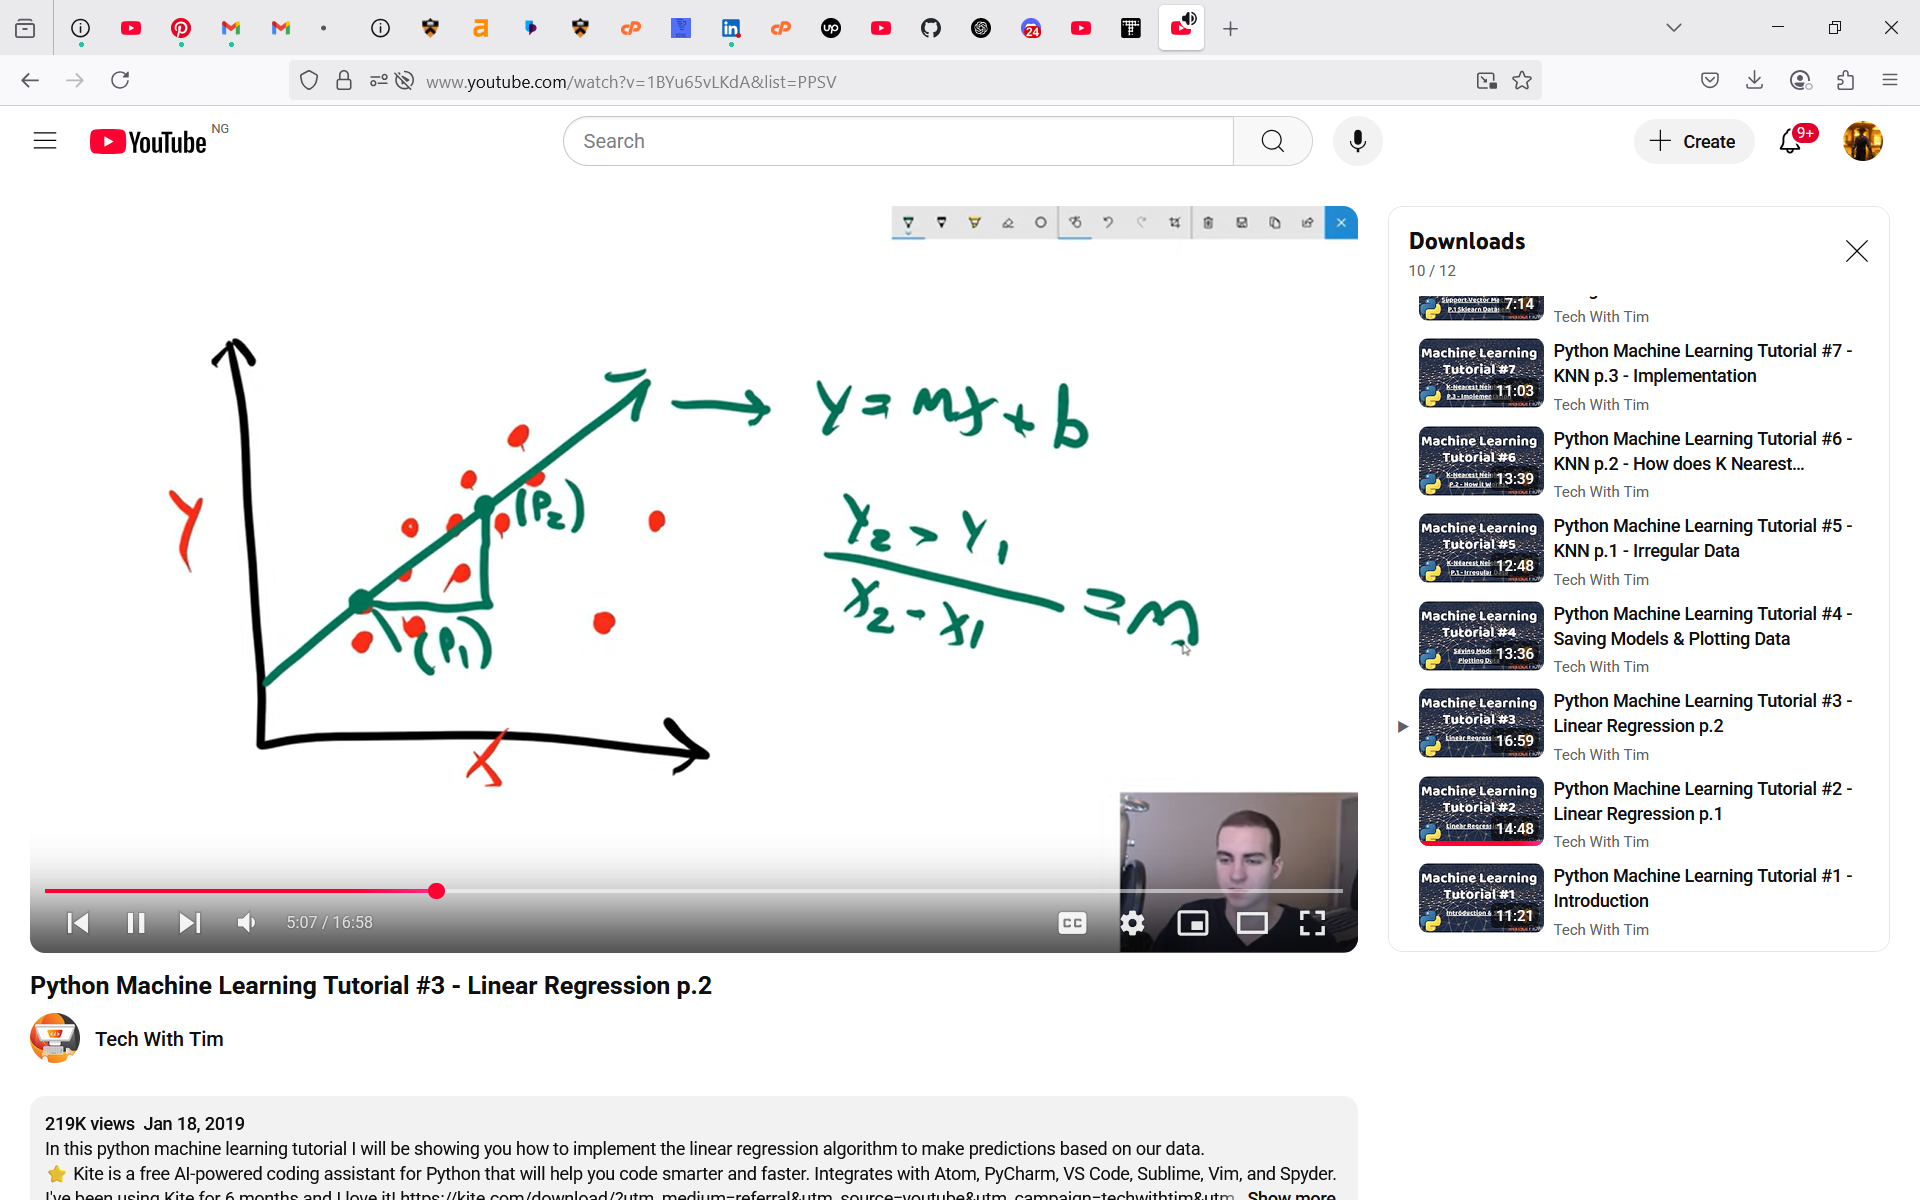 24
www.youtube.com/watch?v=1BYu65vLKdA&list=PPSV
YouTube NG
Search
Create
9+
Y = mx + b
Y2 - Y1
X2 - X1
= m
(P2)
(P1)
Y
X
CC
5:07 / 16:58
Downloads
10 / 12
7:14
Tech With Tim
Machine Learning
Tutorial #7
11:03
Python Machine Learning Tutorial #7 -
KNN p.3 - Implementation
Tech With Tim
Machine Learning
Tutorial #6
13:39
Python Machine Learning Tutorial #6 -
KNN p.2 - How does K Nearest...
Tech With Tim
Machine Learning
Tutorial #5
12:48
Python Machine Learning Tutorial #5 -
KNN p.1 - Irregular Data
Tech With Tim
Machine Learning
Tutorial #4
13:36
Python Machine Learning Tutorial #4 -
Saving Models & Plotting Data
Tech With Tim
Machine Learning
Tutorial #3
16:59
Python Machine Learning Tutorial #3 -
Linear Regression p.2
Tech With Tim
Machine Learning
Tutorial #2
14:48
Python Machine Learning Tutorial #2 -
Linear Regression p.1
Tech With Tim
Machine Learning
Tutorial #1
11:21
Python Machine Learning Tutorial #1 -
Introduction
Tech With Tim
Python Machine Learning Tutorial #3 - Linear Regression p.2
Tech With Tim
219K views Jan 18, 2019
In this python machine learning tutorial I will be showing you how to implement the linear regression algorithm to make predictions based on our data.
⭐ Kite is a free AI-powered coding assistant for Python that will help you code smarter and faster. Integrates with Atom, PyCharm, VS Code, Sublime, Vim, and Spyder.
I've been using Kite for 6 months and I love it! https://kite.com/download/?utm_medium=referral&utm_source=youtube&utm_campaign=techwithtim&utm Show more